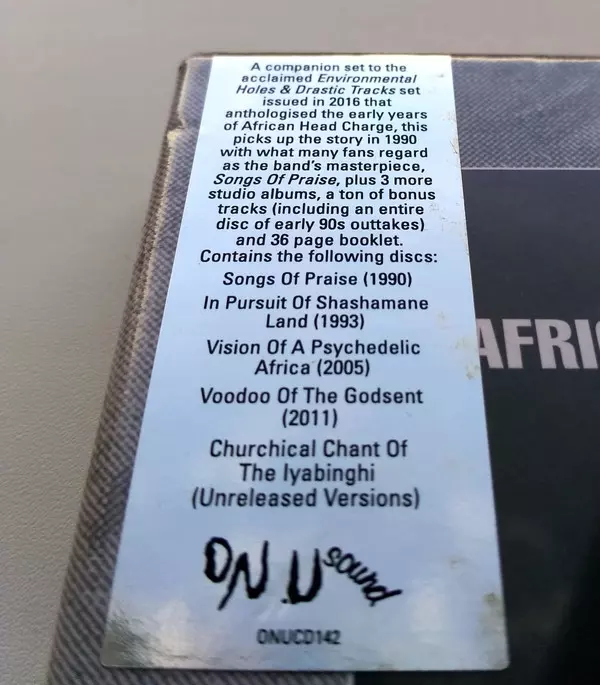 A companion set to the
acclaimed Environmental
Holes & Drastic Tracks set
issued in 2016 that
anthologised the early years
of African Head Charge, this
picks up the story in 1990
with what many fans regard
as the band's masterpiece,
Songs Of Praise, plus 3 more
studio albums, a ton of bonus
tracks (including an entire
disc of early 90s outtakes)
and 36 page booklet.
Contains the following discs:
Songs Of Praise (1990)
In Pursuit Of Shashamane
Land (1993)
Vision Of A Psychedelic
Africa (2005)
Voodoo Of The Godsent
(2011)
Churchical Chant Of
The Iyabinghi
(Unreleased Versions)
ON.U sound
ONUCD142
AFRI